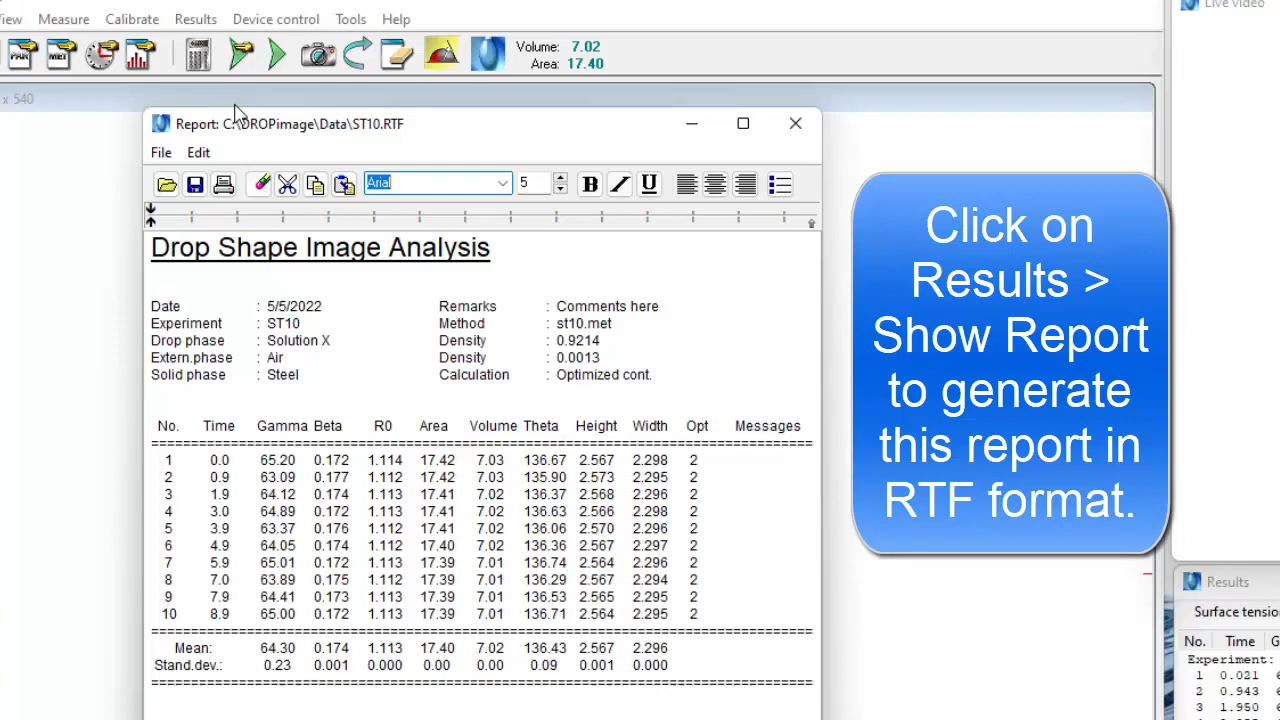 View Measure Calibrate Results Device control Tools Help
PAR MET Volume: 7.02
Area: 17.40
Live video
x 540
Report: C:\DROPimage\Data\ST10.RTF
File Edit
Arial 5 B I U
Drop Shape Image Analysis
Date : 5/5/2022 Remarks : Comments here
Experiment : ST10 Method : st10.met
Drop phase : Solution X Density : 0.9214
Extern.phase : Air Density : 0.0013
Solid phase : Steel Calculation : Optimized cont.
No. Time Gamma Beta R0 Area Volume Theta Height Width Opt Messages
1 0.0 65.20 0.172 1.114 17.42 7.03 136.67 2.567 2.298 2
2 0.9 63.09 0.177 1.112 17.42 7.03 135.90 2.573 2.295 2
3 1.9 64.12 0.174 1.113 17.41 7.02 136.37 2.568 2.296 2
4 3.0 64.89 0.172 1.113 17.41 7.02 136.63 2.566 2.298 2
5 3.9 63.37 0.176 1.112 17.41 7.02 136.06 2.570 2.296 2
6 4.9 64.05 0.174 1.112 17.40 7.02 136.36 2.567 2.297 2
7 5.9 65.01 0.172 1.113 17.39 7.01 136.74 2.564 2.296 2
8 7.0 63.89 0.175 1.112 17.39 7.01 136.29 2.567 2.294 2
9 7.9 64.41 0.173 1.113 17.39 7.01 136.53 2.565 2.295 2
10 8.9 65.00 0.172 1.113 17.39 7.01 136.71 2.564 2.295 2
Mean: 64.30 0.174 1.113 17.40 7.02 136.43 2.567 2.296
Stand.dev.: 0.23 0.001 0.000 0.00 0.00 0.09 0.001 0.000
Click on
Results >
Show Report
to generate
this report in
RTF format.
Results
Surface tensio
No. Time G
Experiment:
1 0.021 6
2 0.943
3 1.950